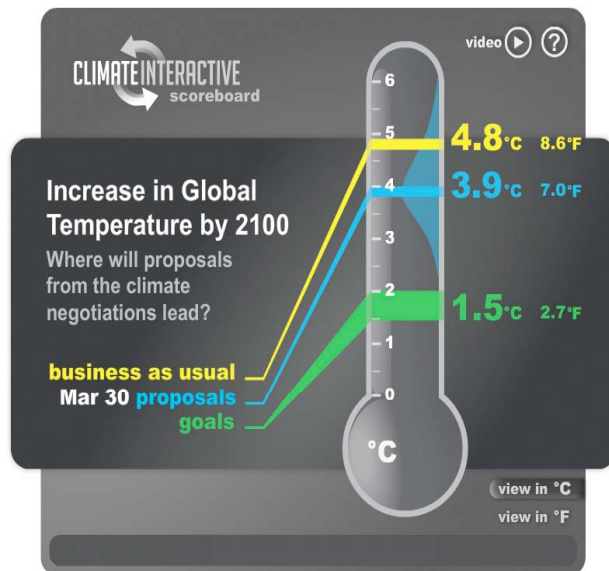 video ?
CLIMATE INTERACTIVE
scoreboard
6
5
4
3
2
1
0
4.8°C 8.6°F
3.9°C 7.0°F
1.5°C 2.7°F
Increase in Global
Temperature by 2100
Where will proposals
from the climate
negotiations lead?
business as usual
Mar 30 proposals
goals
°C
view in °C
view in °F